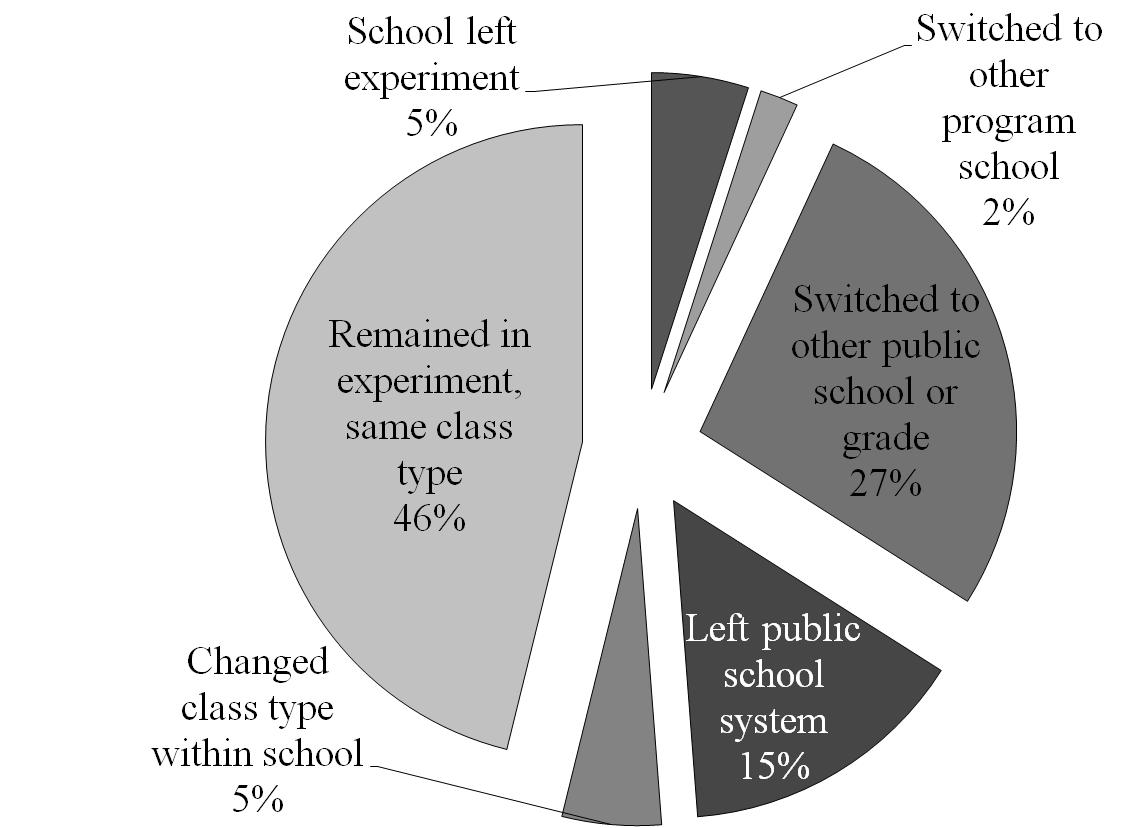 School left
experiment
5%
Switched to
other
program
school
2%
Switched to
other public
school or
grade
27%
Left public
school
system
15%
Changed
class type
within school
5%
Remained in
experiment,
same class
type
46%